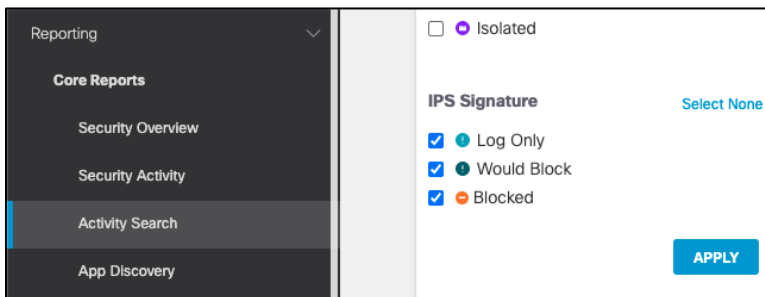 Reporting
Core Reports
Security Overview
Security Activity
Activity Search
App Discovery
Isolated
IPS Signature
Select None
Log Only
Would Block
Blocked
APPLY